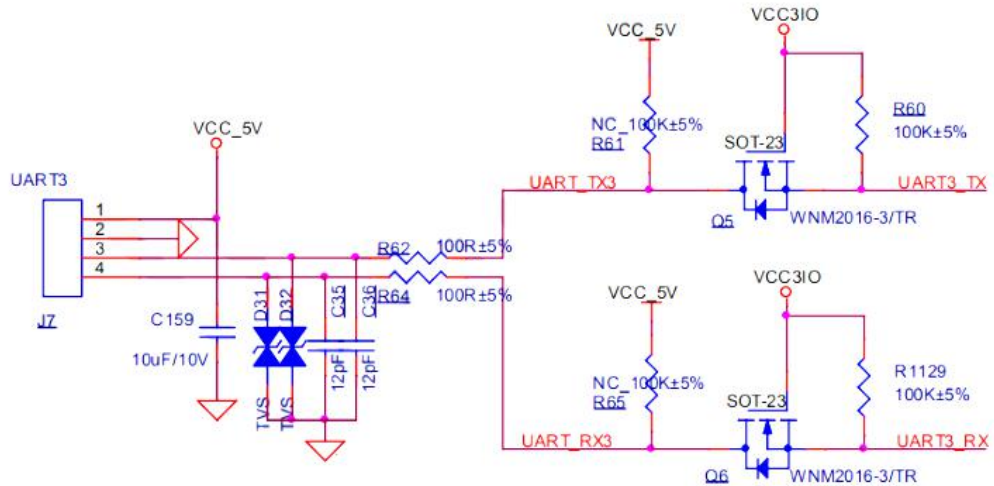 VCC3IO
VCC_5V
NC_100K±5%
R61
R60
100K±5%
SOT-23
VCC_5V
UART3
1
2
3
4
J7
UART_TX3
UART3_TX
Q5
WNM2016-3/TR
R62
100R±5%
R64
100R±5%
C159
10uF/10V
D31
D32
C35
C36
TVS
TVS
12pF
12pF
VCC3IO
VCC_5V
NC_100K±5%
R65
R1129
100K±5%
SOT-23
UART_RX3
UART3_RX
Q6
WNM2016-3/TR